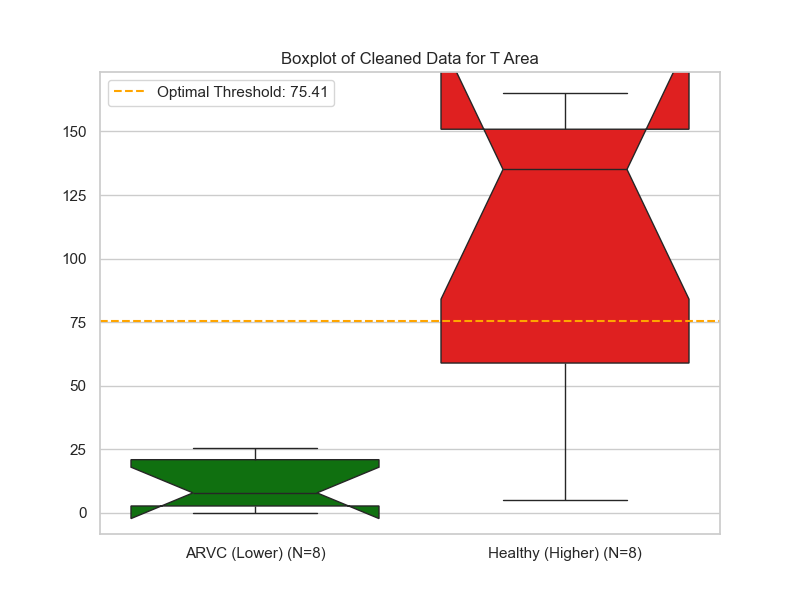 Boxplot of Cleaned Data for T Area
Optimal Threshold: 75.41
150
125
100
75
50
25
0
ARVC (Lower) (N=8)
Healthy (Higher) (N=8)